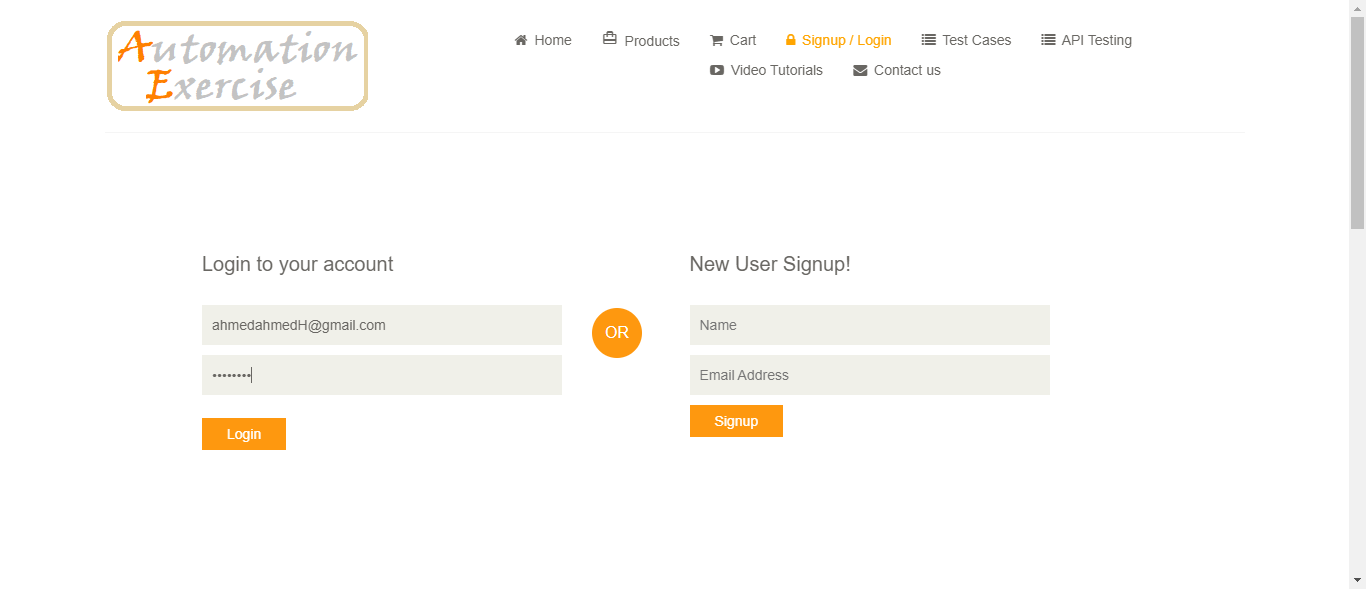 Automation
Exercise
Home Products Cart Signup / Login Test Cases API Testing
Video Tutorials Contact us
Login to your account
ahmedahmedH@gmail.com
••••••••
Login
OR
New User Signup!
Name
Email Address
Signup